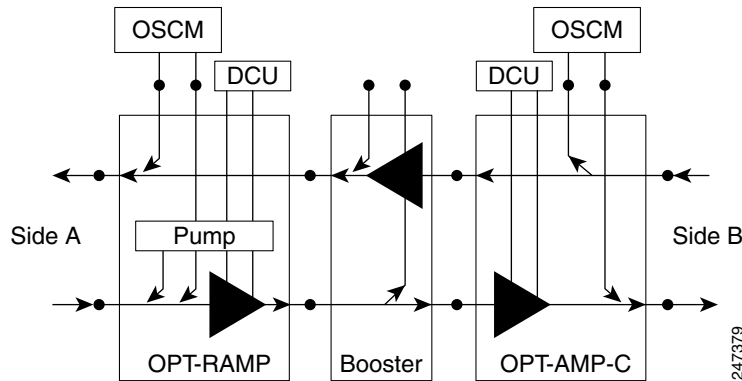 OSCM
OSCM
DCU
DCU
Side A
Pump
Side B
OPT-RAMP
Booster
OPT-AMP-C
247379